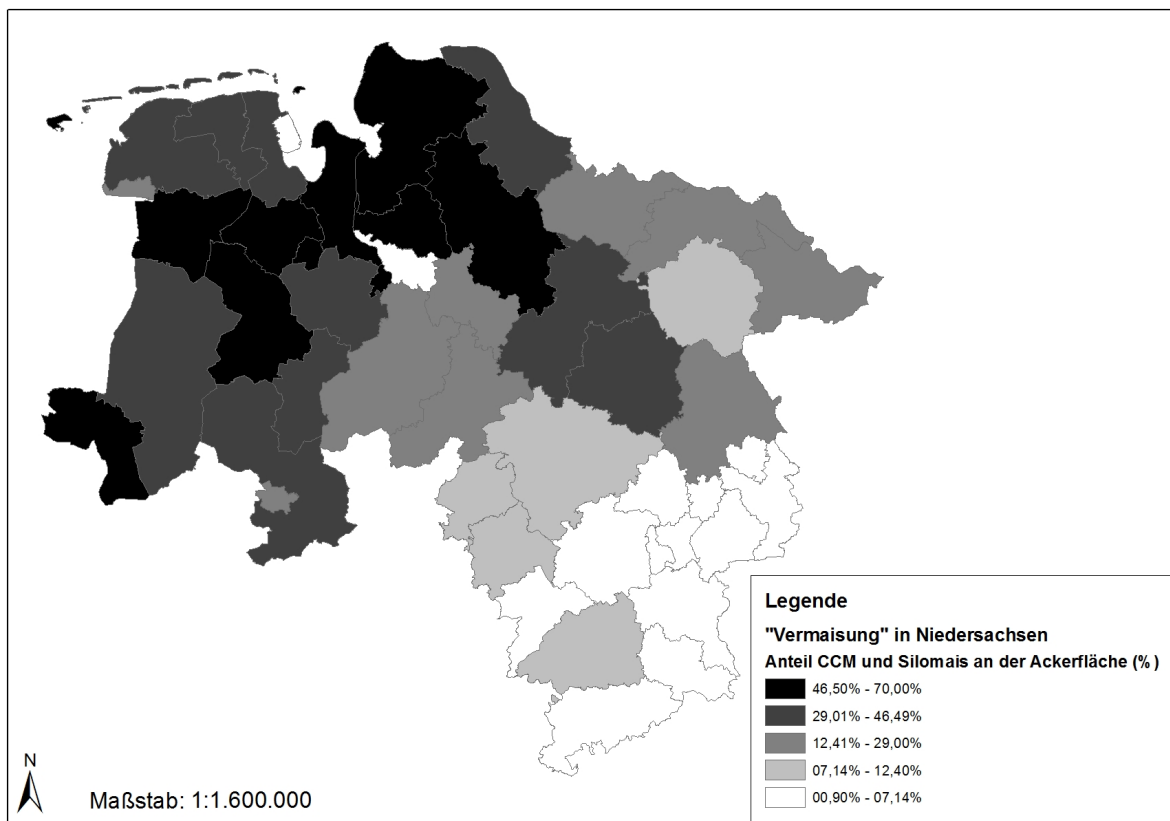 Legende
"Vermaisung" in Niedersachsen
Anteil CCM und Silomais an der Ackerfläche (%)
46,50% - 70,00%
29,01% - 46,49%
12,41% - 29,00%
07,14% - 12,40%
00,90% - 07,14%
N
Maßstab: 1:1.600.000